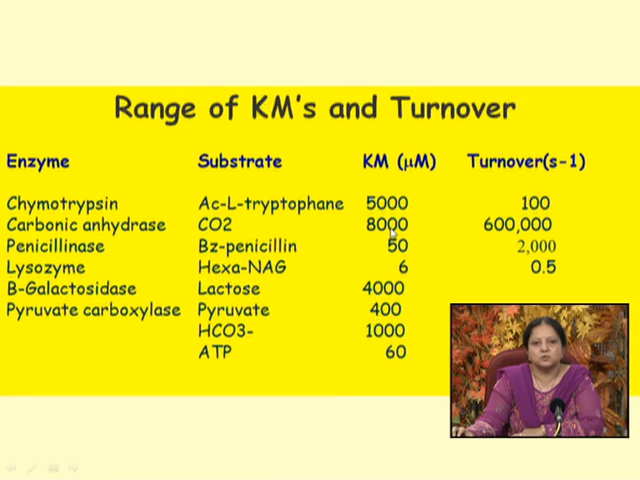 Range of KM's and Turnover
Enzyme Substrate KM (μM) Turnover(s-1)
Chymotrypsin Ac-L-tryptophane 5000 100
Carbonic anhydrase CO2 8000 600,000
Penicillinase Bz-penicillin 50 2,000
Lysozyme Hexa-NAG 6 0.5
B-Galactosidase Lactose 4000
Pyruvate carboxylase Pyruvate 400
HCO3- 1000
ATP 60